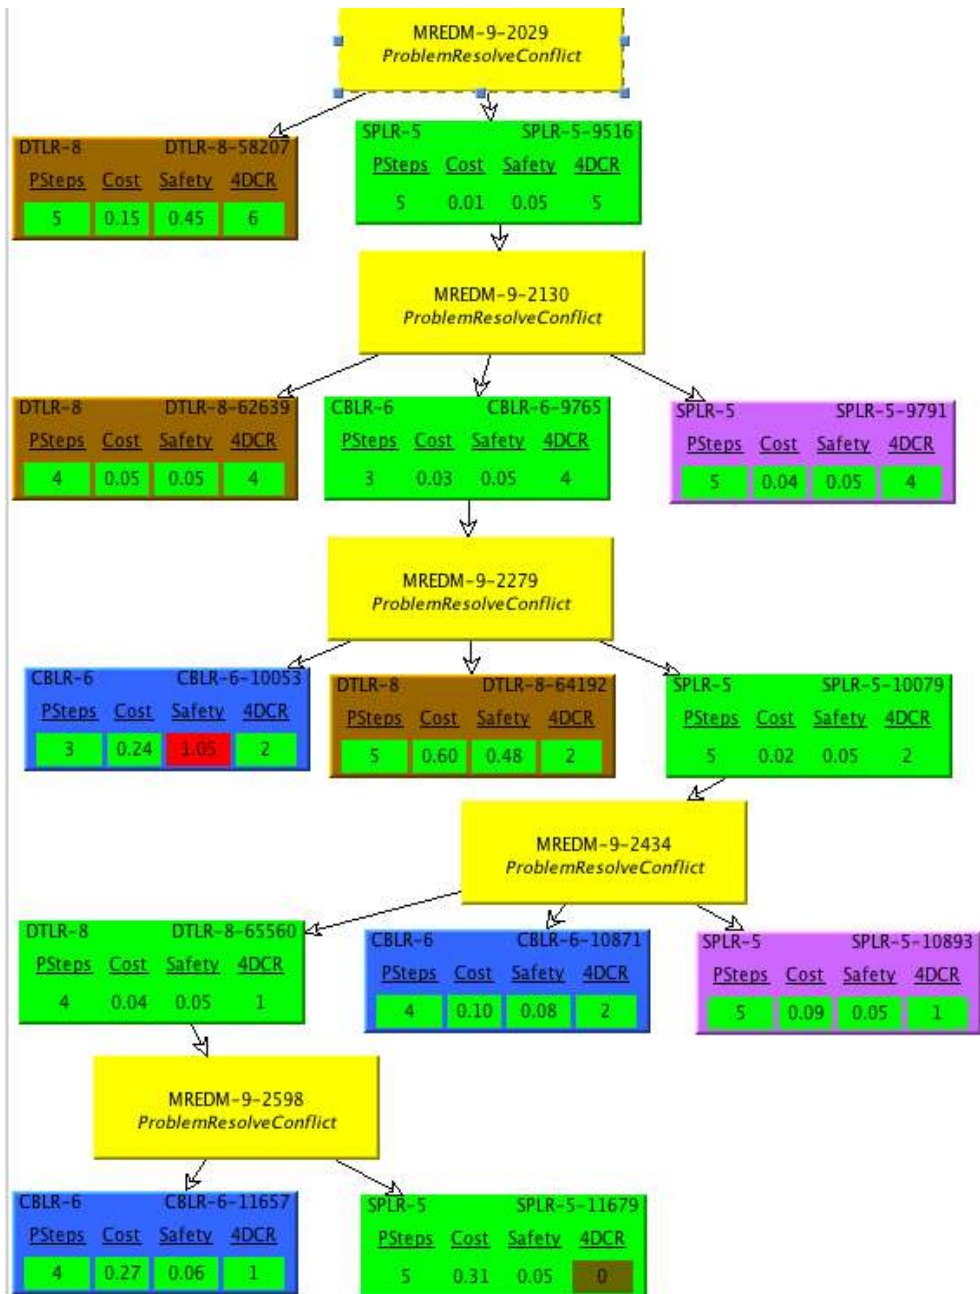 MREDM-9-2029
ProblemResolveConflict
DTLR-8 DTLR-8-58207
PSteps Cost Safety 4DCR
5 0.15 0.45 6
SPLR-5 SPLR-5-9516
PSteps Cost Safety 4DCR
5 0.01 0.05 5
MREDM-9-2130
ProblemResolveConflict
DTLR-8 DTLR-8-62639
PSteps Cost Safety 4DCR
4 0.05 0.05 4
CBLR-6 CBLR-6-9765
PSteps Cost Safety 4DCR
3 0.03 0.05 4
SPLR-5 SPLR-5-9791
PSteps Cost Safety 4DCR
5 0.04 0.05 4
MREDM-9-2279
ProblemResolveConflict
CBLR-6 CBLR-6-10053
PSteps Cost Safety 4DCR
3 0.24 1.05 2
DTLR-8 DTLR-8-64192
PSteps Cost Safety 4DCR
5 0.60 0.48 2
SPLR-5 SPLR-5-10079
PSteps Cost Safety 4DCR
5 0.02 0.05 2
MREDM-9-2434
ProblemResolveConflict
DTLR-8 DTLR-8-65560
PSteps Cost Safety 4DCR
4 0.04 0.05 1
CBLR-6 CBLR-6-10871
PSteps Cost Safety 4DCR
4 0.10 0.08 2
SPLR-5 SPLR-5-10893
PSteps Cost Safety 4DCR
5 0.09 0.05 1
MREDM-9-2598
ProblemResolveConflict
CBLR-6 CBLR-6-11657
PSteps Cost Safety 4DCR
4 0.27 0.06 1
SPLR-5 SPLR-5-11679
PSteps Cost Safety 4DCR
5 0.31 0.05 0